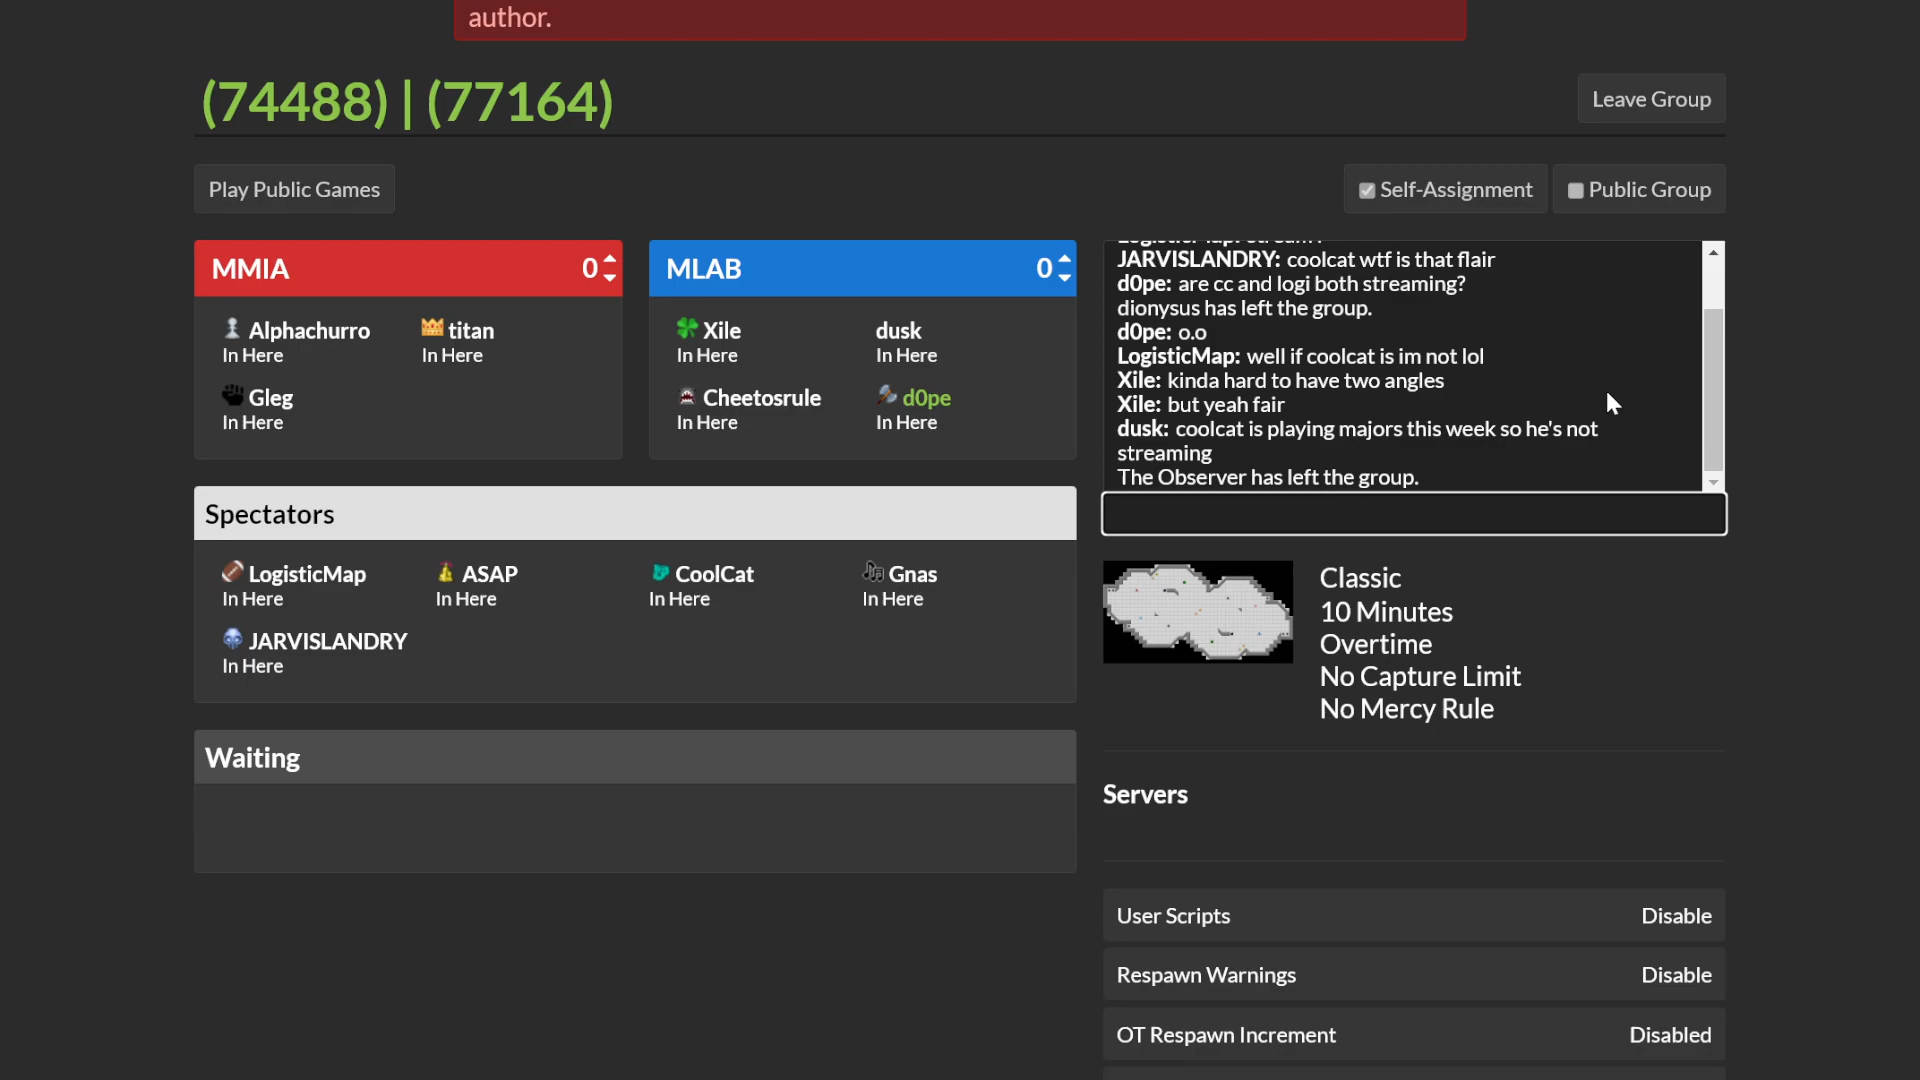 author.
(74488) | (77164)
Leave Group
Play Public Games
Self-Assignment
Public Group
MMIA 0
Alphachurro
In Here
titan
In Here
Gleg
In Here
MLAB 0
Xile
In Here
dusk
In Here
Cheetosrule
In Here
d0pe
In Here
JARVISLANDRY: coolcat wtf is that flair
d0pe: are cc and logi both streaming?
dionysus has left the group.
d0pe: o.o
LogisticMap: well if coolcat is im not lol
Xile: kinda hard to have two angles
Xile: but yeah fair
dusk: coolcat is playing majors this week so he's not
streaming
The Observer has left the group.
Spectators
LogisticMap
In Here
ASAP
In Here
CoolCat
In Here
Gnas
In Here
JARVISLANDRY
In Here
Waiting
Classic
10 Minutes
Overtime
No Capture Limit
No Mercy Rule
Servers
User Scripts Disable
Respawn Warnings Disable
OT Respawn Increment Disabled